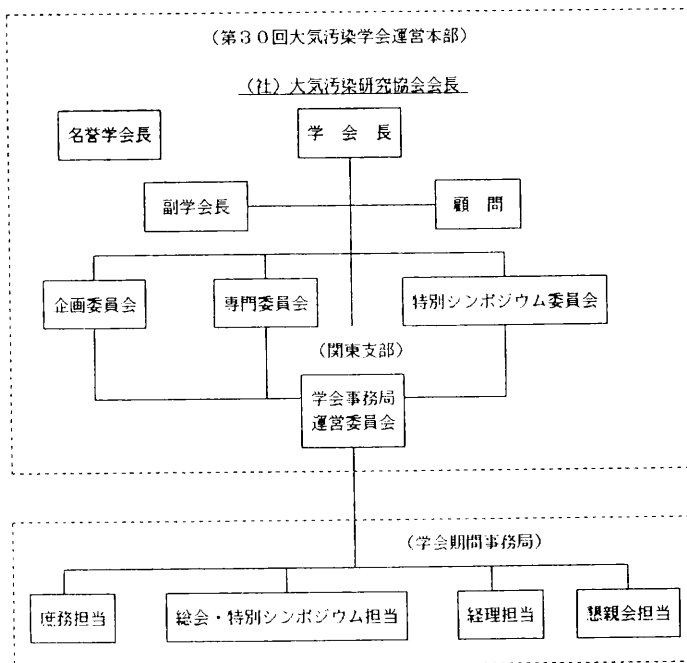 (第30回大気汚染学会運営本部)
(社)大気汚染研究協会会長
名誉学会長
学 会 長
副学会長
顧 問
企画委員会
専門委員会
特別シンポジウム委員会
(関東支部)
学会事務局
運営委員会
(学会期間事務局)
庶務担当
総会・特別シンポジウム担当
経理担当
懇親会担当